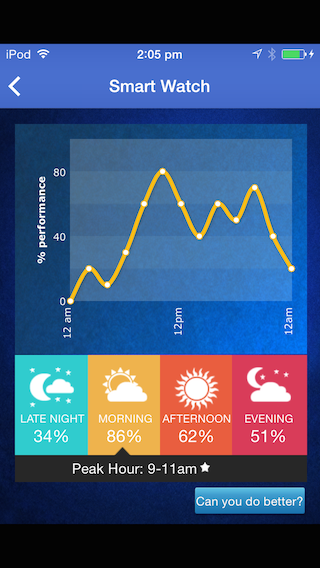 iPod 2:05 pm
Smart Watch
% performance
80
40
0
12 am
12pm
12am
LATE NIGHT MORNING AFTERNOON EVENING
34% 86% 62% 51%
Peak Hour: 9-11am
Can you do better?